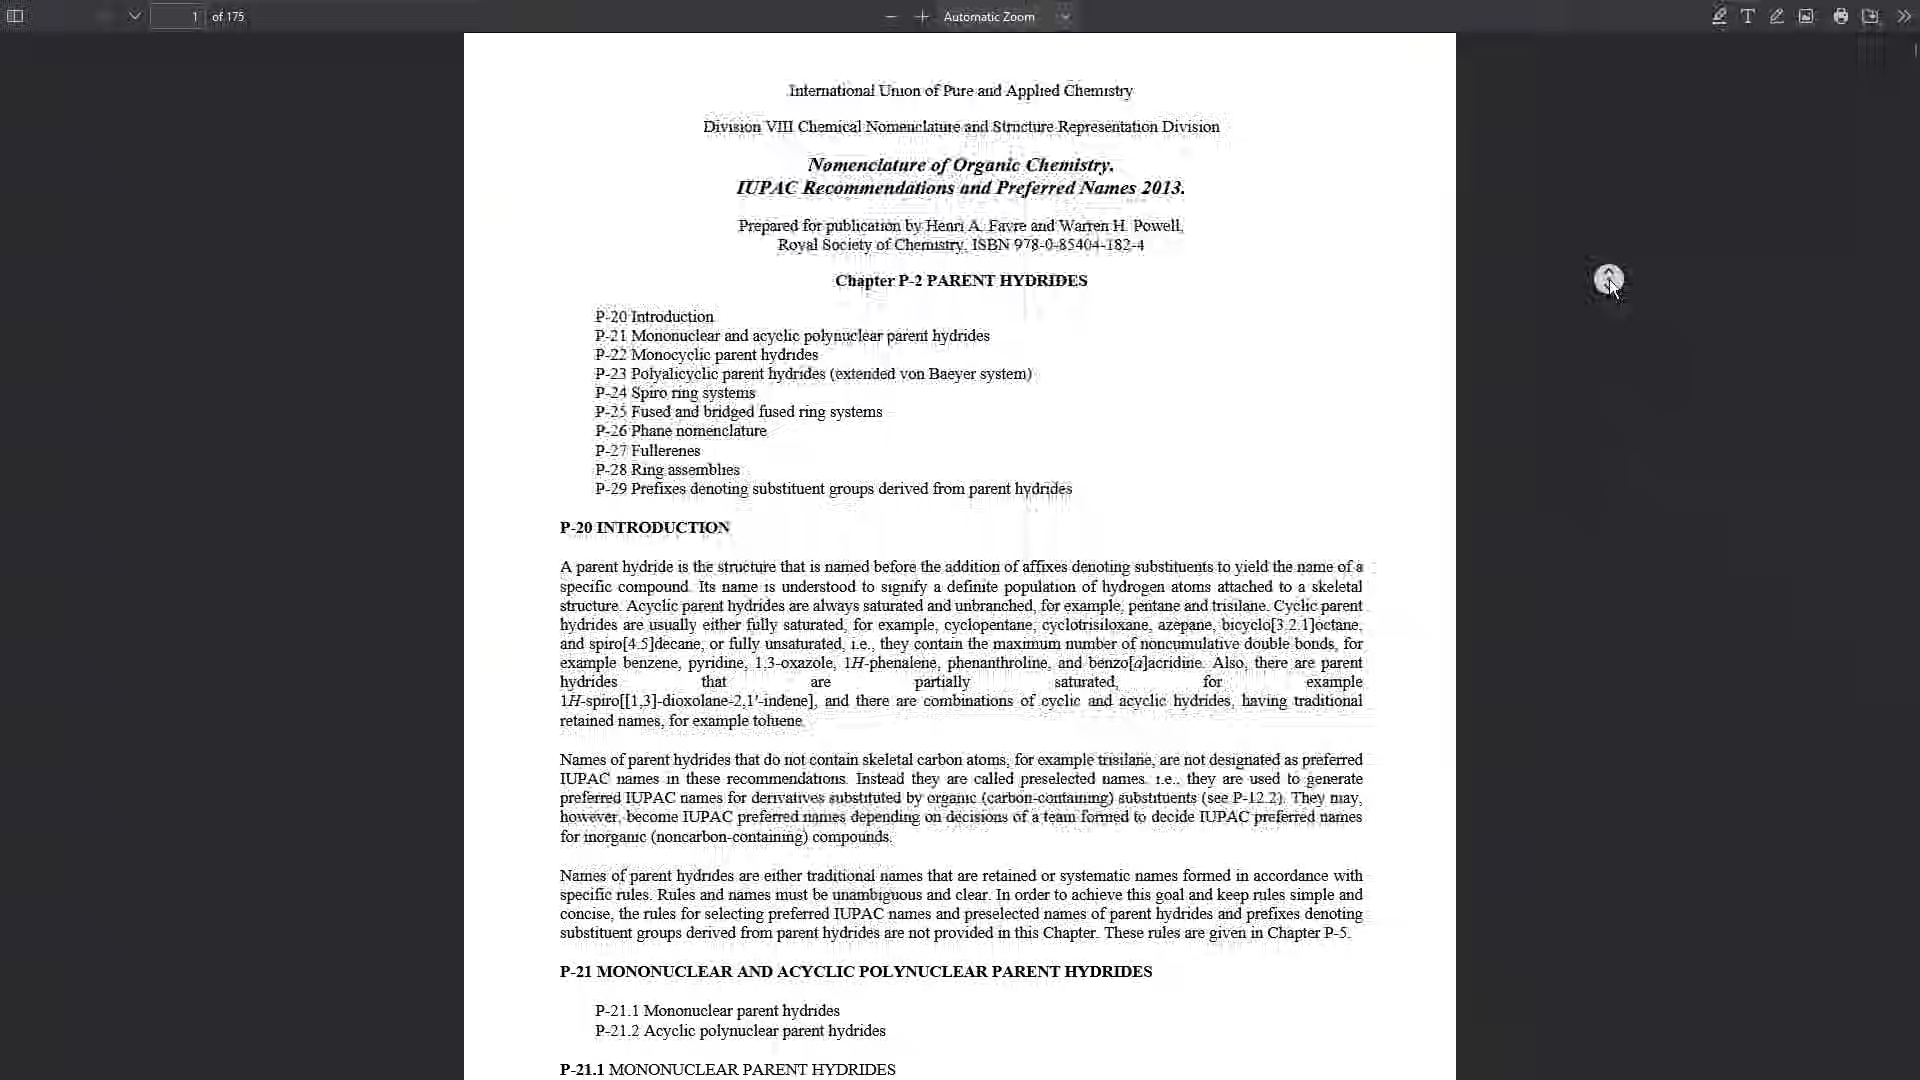 1 of 175
Automatic Zoom
International Union of Pure and Applied Chemistry
Division VIII Chemical Nomenclature and Structure Representation Division
Nomenclature of Organic Chemistry.
IUPAC Recommendations and Preferred Names 2013.
Prepared for publication by Henri A. Favre and Warren H. Powell,
Royal Society of Chemistry, ISBN 978-0-85404-182-4
Chapter P-2 PARENT HYDRIDES
P-20 Introduction
P-21 Mononuclear and acyclic polynuclear parent hydrides
P-22 Monocyclic parent hydrides
P-23 Polyalicyclic parent hydrides (extended von Baeyer system)
P-24 Spiro ring systems
P-25 Fused and bridged fused ring systems
P-26 Phane nomenclature
P-27 Fullerenes
P-28 Ring assemblies
P-29 Prefixes denoting substituent groups derived from parent hydrides
P-20 INTRODUCTION
A parent hydride is the structure that is named before the addition of affixes denoting substituents to yield the name of a
specific compound. Its name is understood to signify a definite population of hydrogen atoms attached to a skeletal
structure. Acyclic parent hydrides are always saturated and unbranched, for example, pentane and trisilane. Cyclic parent
hydrides are usually either fully saturated, for example, cyclopentane, cyclotrisiloxane, azepane, bicyclo[3.2.1]octane,
and spiro[4.5]decane, or fully unsaturated, i.e., they contain the maximum number of noncumulative double bonds, for
example benzene, pyridine, 1,3-oxazole, 1H-phenalene, phenanthroline, and benzo[a]acridine. Also, there are parent
hydrides that are partially saturated, for example
1H-spiro[[1,3]-dioxolane-2,1′-indene], and there are combinations of cyclic and acyclic hydrides, having traditional
retained names, for example toluene.
Names of parent hydrides that do not contain skeletal carbon atoms, for example trisilane, are not designated as preferred
IUPAC names in these recommendations. Instead they are called preselected names, i.e., they are used to generate
preferred IUPAC names for derivatives substituted by organic (carbon-containing) substituents (see P-12.2). They may,
however, become IUPAC preferred names depending on decisions of a team formed to decide IUPAC preferred names
for inorganic (noncarbon-containing) compounds.
Names of parent hydrides are either traditional names that are retained or systematic names formed in accordance with
specific rules. Rules and names must be unambiguous and clear. In order to achieve this goal and keep rules simple and
concise, the rules for selecting preferred IUPAC names and preselected names of parent hydrides and prefixes denoting
substituent groups derived from parent hydrides are not provided in this Chapter. These rules are given in Chapter P-5.
P-21 MONONUCLEAR AND ACYCLIC POLYNUCLEAR PARENT HYDRIDES
P-21.1 Mononuclear parent hydrides
P-21.2 Acyclic polynuclear parent hydrides
P-21.1 MONONUCLEAR PARENT HYDRIDES